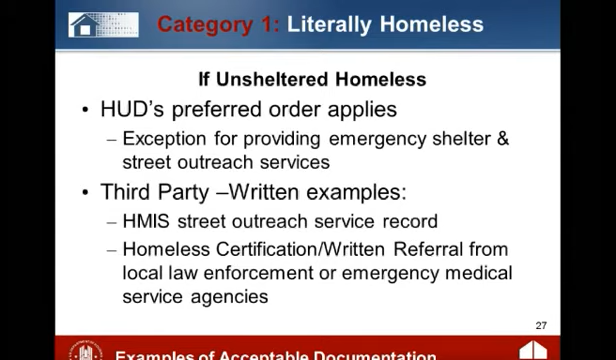 Category 1: Literally Homeless
If Unsheltered Homeless
• HUD's preferred order applies
– Exception for providing emergency shelter &
street outreach services
• Third Party –Written examples:
– HMIS street outreach service record
– Homeless Certification/Written Referral from
local law enforcement or emergency medical
service agencies
27
Examples of Acceptable Documentation